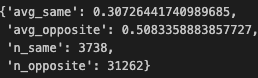 {'avg_same': 0.30726441740989685,
'avg_opposite': 0.5083358883857727,
'n_same': 3738,
'n_opposite': 31262}